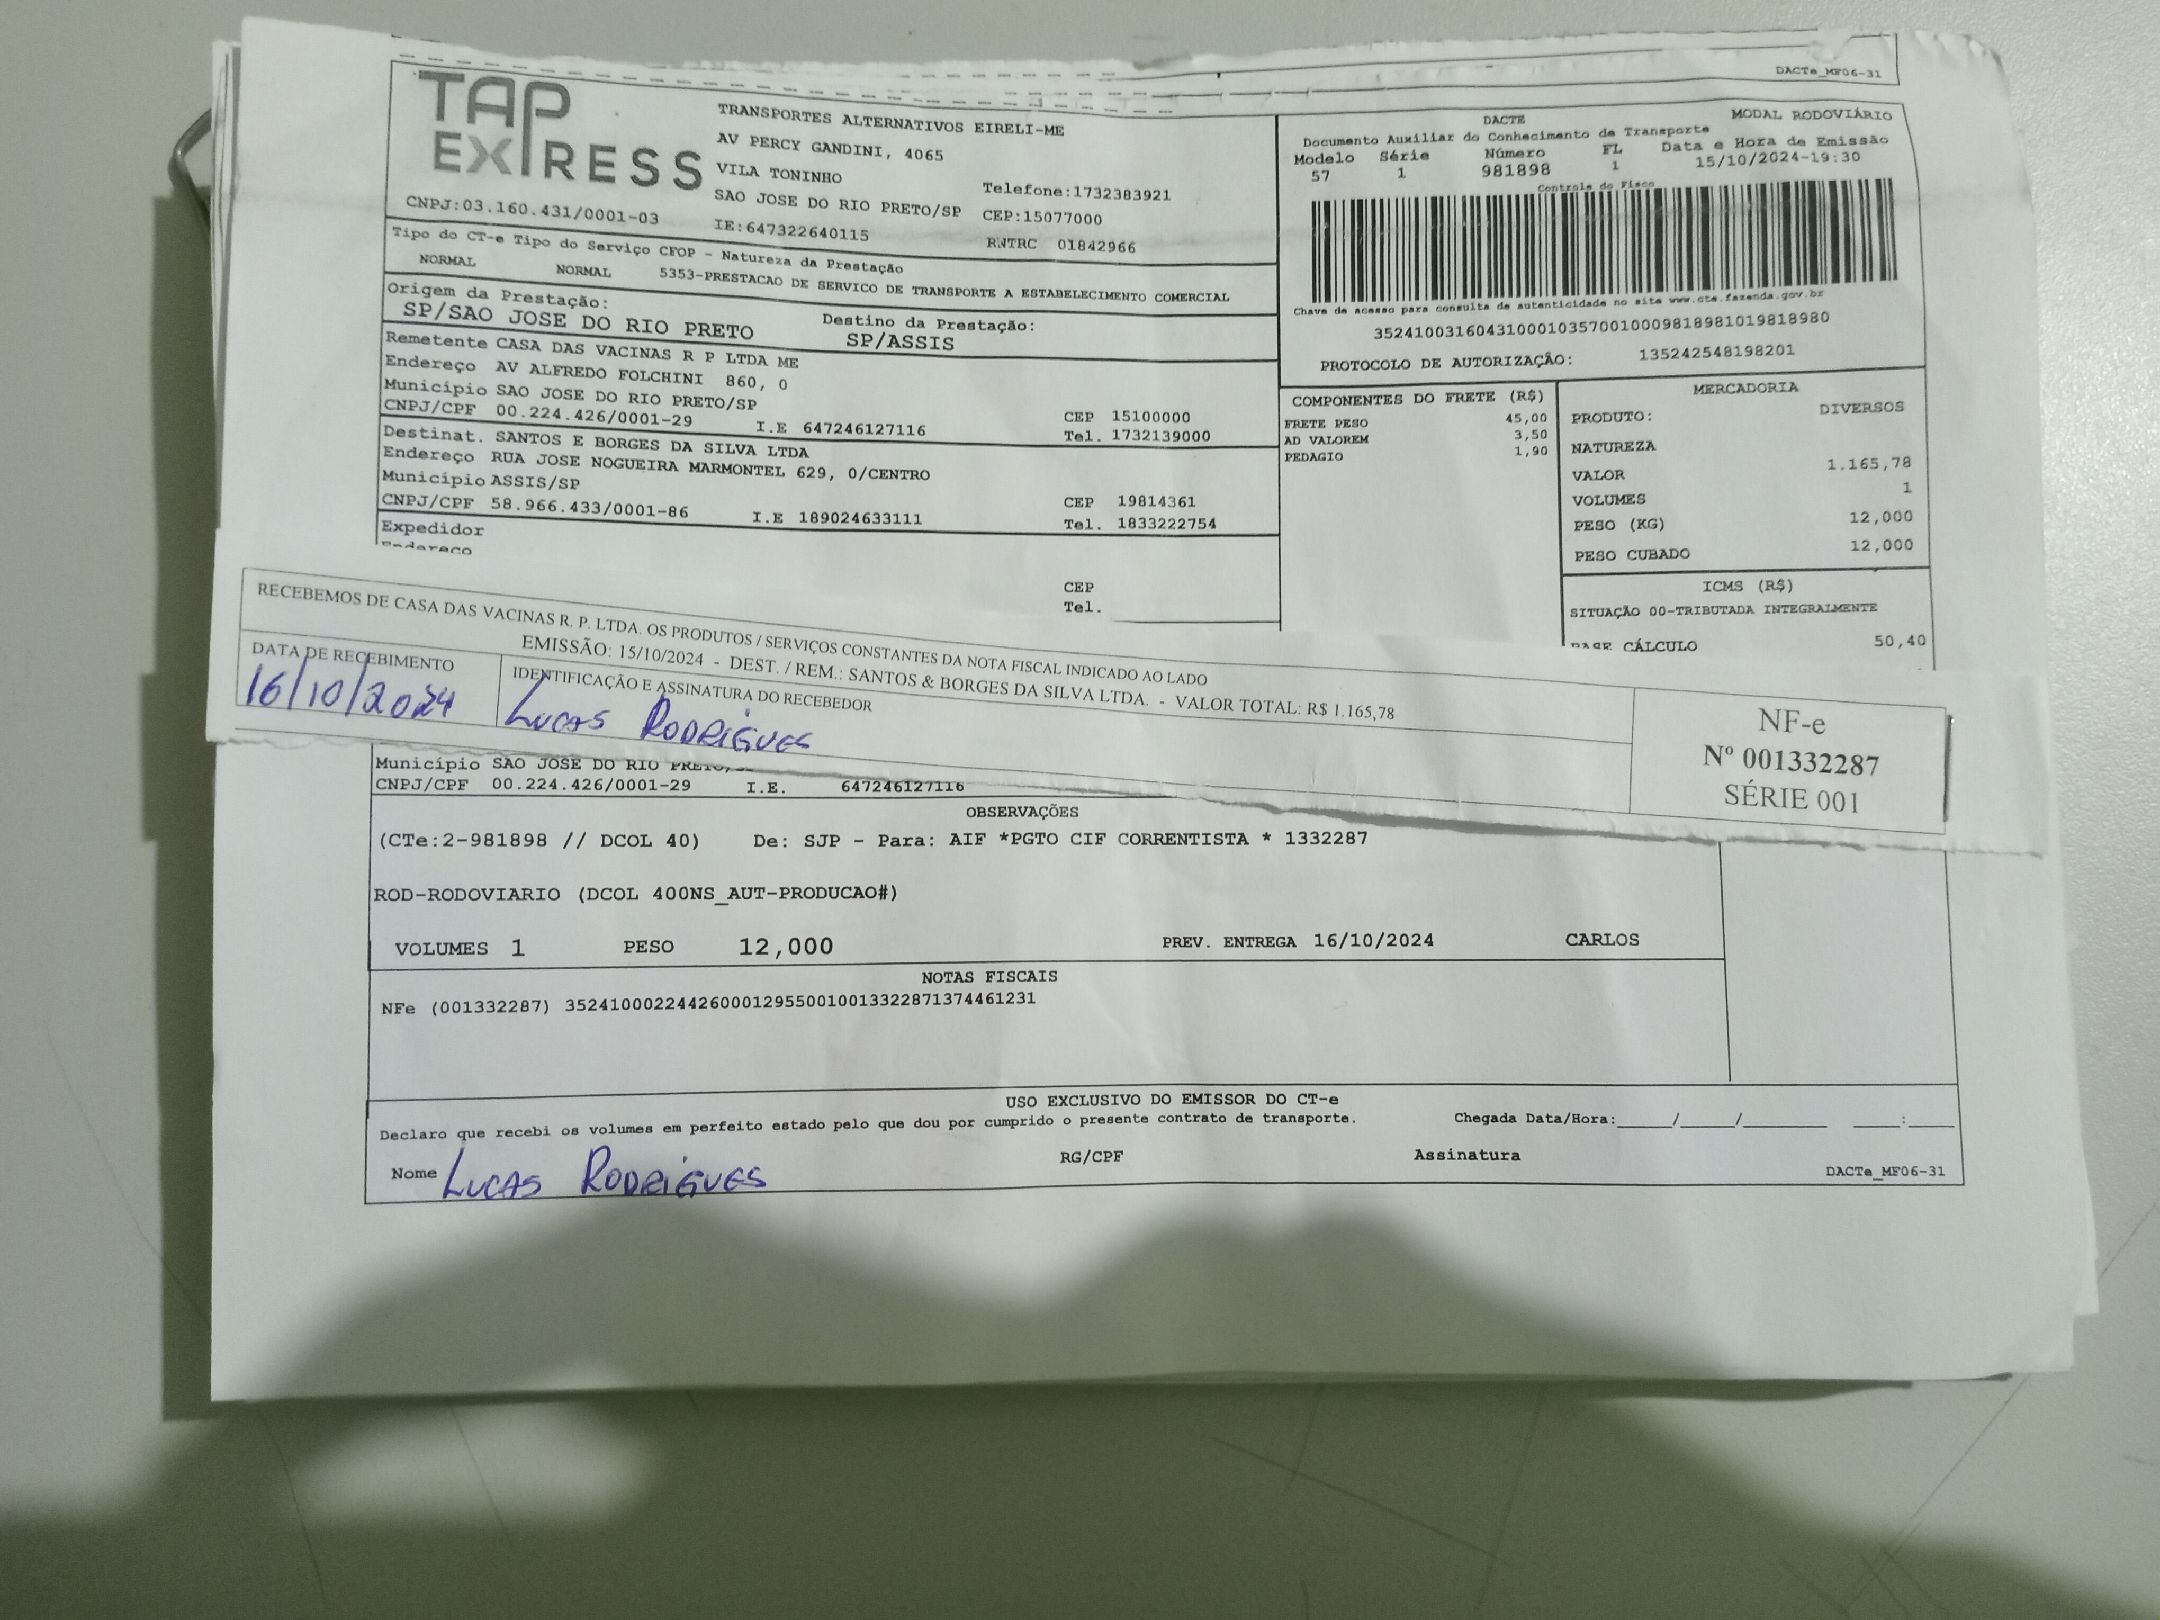 DACTe_MF06-31
TAP EXPRESS
TRANSPORTES ALTERNATIVOS EIRELI-ME
AV PERCY GANDINI, 4065
VILA TONINHO
Telefone:1732383921
SAO JOSE DO RIO PRETO/SP CEP:15077000
CNPJ:03.160.431/0001-03
IE:647322640115
RNTRC 01842966
DACTE MODAL RODOVIÁRIO
Documento Auxiliar do Conhecimento de Transporte
Modelo Série Número FL Data e Hora de Emissão
57 1 981898 1 15/10/2024-19:30
Controle do Fisco
Chave de acesso para consulta de autenticidade no site www.cte.fazenda.gov.br
35241003160431000103570010009818981019818980
PROTOCOLO DE AUTORIZAÇÃO: 135242548198201
Tipo do CT-e Tipo do Serviço CFOP - Natureza da Prestação
NORMAL NORMAL 5353-PRESTACAO DE SERVICO DE TRANSPORTE A ESTABELECIMENTO COMERCIAL
Origem da Prestação: Destino da Prestação:
SP/SAO JOSE DO RIO PRETO SP/ASSIS
Remetente CASA DAS VACINAS R P LTDA ME
Endereço AV ALFREDO FOLCHINI 860, 0
Município SAO JOSE DO RIO PRETO/SP CEP 15100000
CNPJ/CPF 00.224.426/0001-29 I.E 647246127116 Tel. 1732139000
Destinat. SANTOS E BORGES DA SILVA LTDA
Endereço RUA JOSE NOGUEIRA MARMONTEL 629, 0/CENTRO
Município ASSIS/SP CEP 19814361
CNPJ/CPF 58.966.433/0001-86 I.E 189024633111 Tel. 1833222754
Expedidor
Endereço
CEP
Tel.
COMPONENTES DO FRETE (R$)
FRETE PESO 45,00
AD VALOREM 3,50
PEDAGIO 1,90
MERCADORIA
PRODUTO: DIVERSOS
NATUREZA
VALOR 1.165,78
VOLUMES 1
PESO (KG) 12,000
PESO CUBADO 12,000
ICMS (R$)
SITUAÇÃO 00-TRIBUTADA INTEGRALMENTE
BASE CÁLCULO 50,40
RECEBEMOS DE CASA DAS VACINAS R. P. LTDA. OS PRODUTOS / SERVIÇOS CONSTANTES DA NOTA FISCAL INDICADO AO LADO
EMISSÃO: 15/10/2024 - DEST. / REM.: SANTOS & BORGES DA SILVA LTDA. - VALOR TOTAL: R$ 1.165,78
DATA DE RECEBIMENTO IDENTIFICAÇÃO E ASSINATURA DO RECEBEDOR
16/10/2024 LUCAS RODRIGUES
NF-e
Nº 001332287
SÉRIE 001
Município SAO JOSE DO RIO PRETO/SP
CNPJ/CPF 00.224.426/0001-29 I.E. 647246127116
OBSERVAÇÕES
(CTe:2-981898 // DCOL 40) De: SJP - Para: AIF *PGTO CIF CORRENTISTA * 1332287
ROD-RODOVIARIO (DCOL 400NS_AUT-PRODUCAO#)
VOLUMES 1 PESO 12,000 PREV. ENTREGA 16/10/2024 CARLOS
NOTAS FISCAIS
NFe (001332287) 35241000224426000129550010013322871374461231
USO EXCLUSIVO DO EMISSOR DO CT-e
Declaro que recebi os volumes em perfeito estado pelo que dou por cumprido o presente contrato de transporte. Chegada Data/Hora:_____/_____/________ ____:____
Nome LUCAS RODRIGUES RG/CPF Assinatura
DACTe_MF06-31